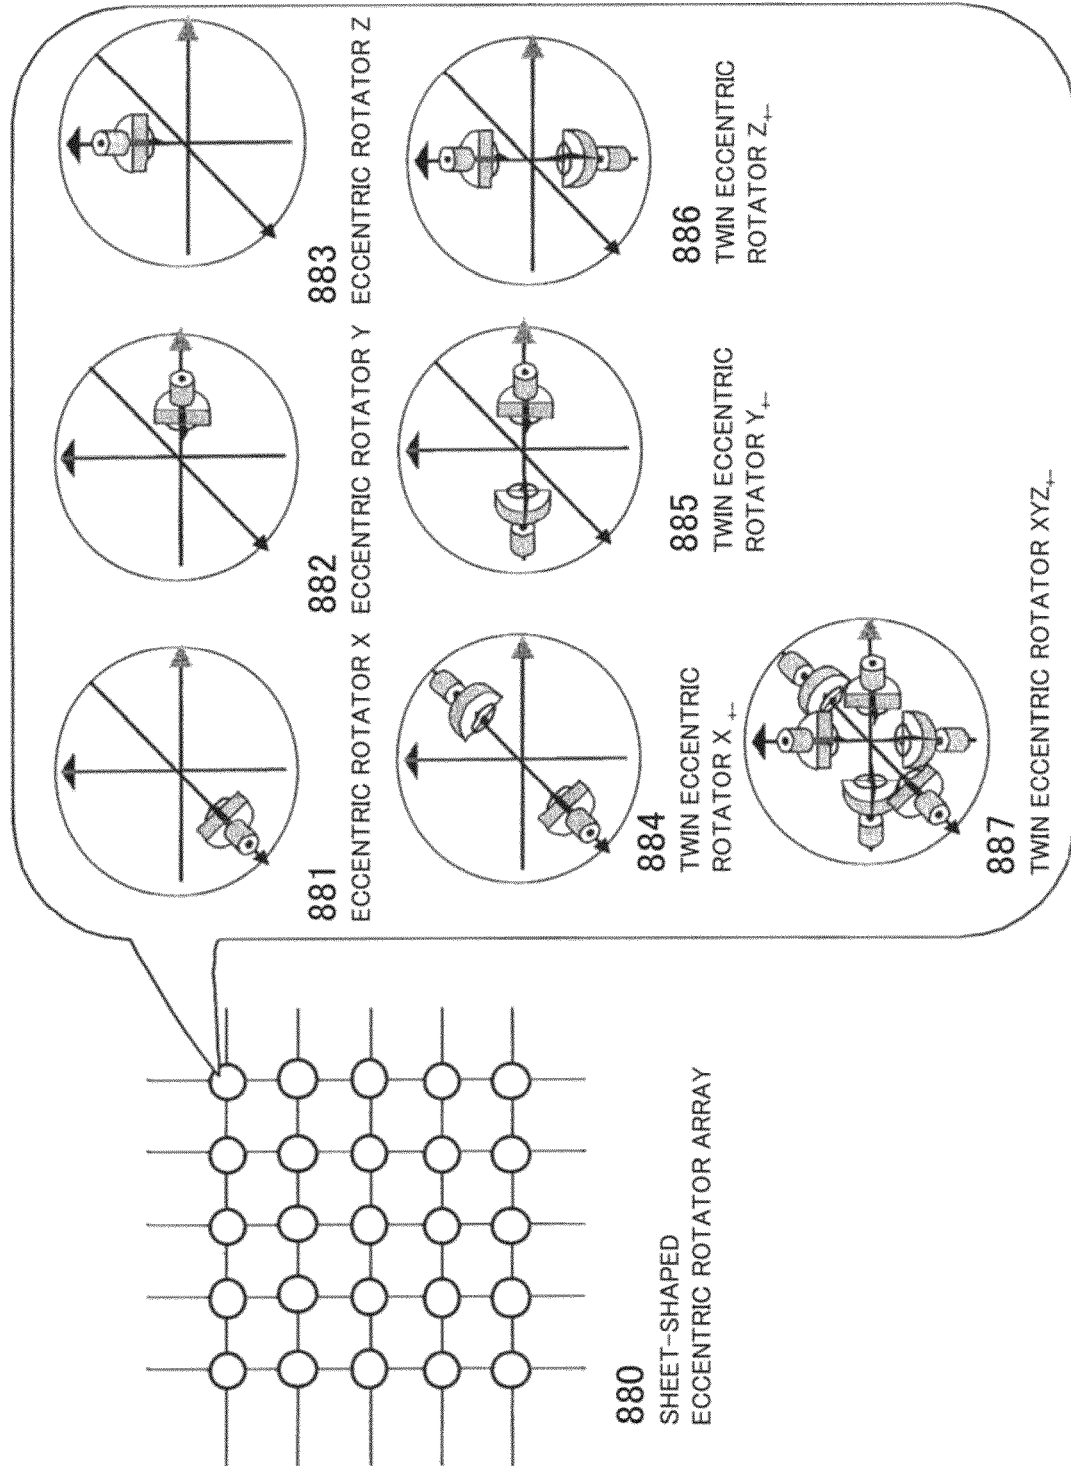 880
SHEET-SHAPED
ECCENTRIC ROTATOR ARRAY
881
ECCENTRIC ROTATOR X
882
ECCENTRIC ROTATOR Y
883
ECCENTRIC ROTATOR Z
884
TWIN ECCENTRIC
ROTATOR X+-
885
TWIN ECCENTRIC
ROTATOR Y+-
886
TWIN ECCENTRIC
ROTATOR Z+-
887
TWIN ECCENTRIC ROTATOR XYZ+-